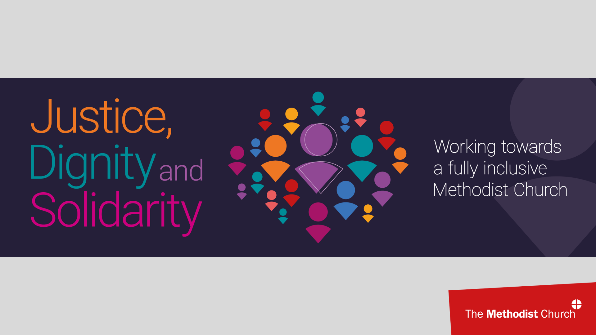 Justice,
Dignity and
Solidarity
Working towards
a fully inclusive
Methodist Church
The Methodist Church